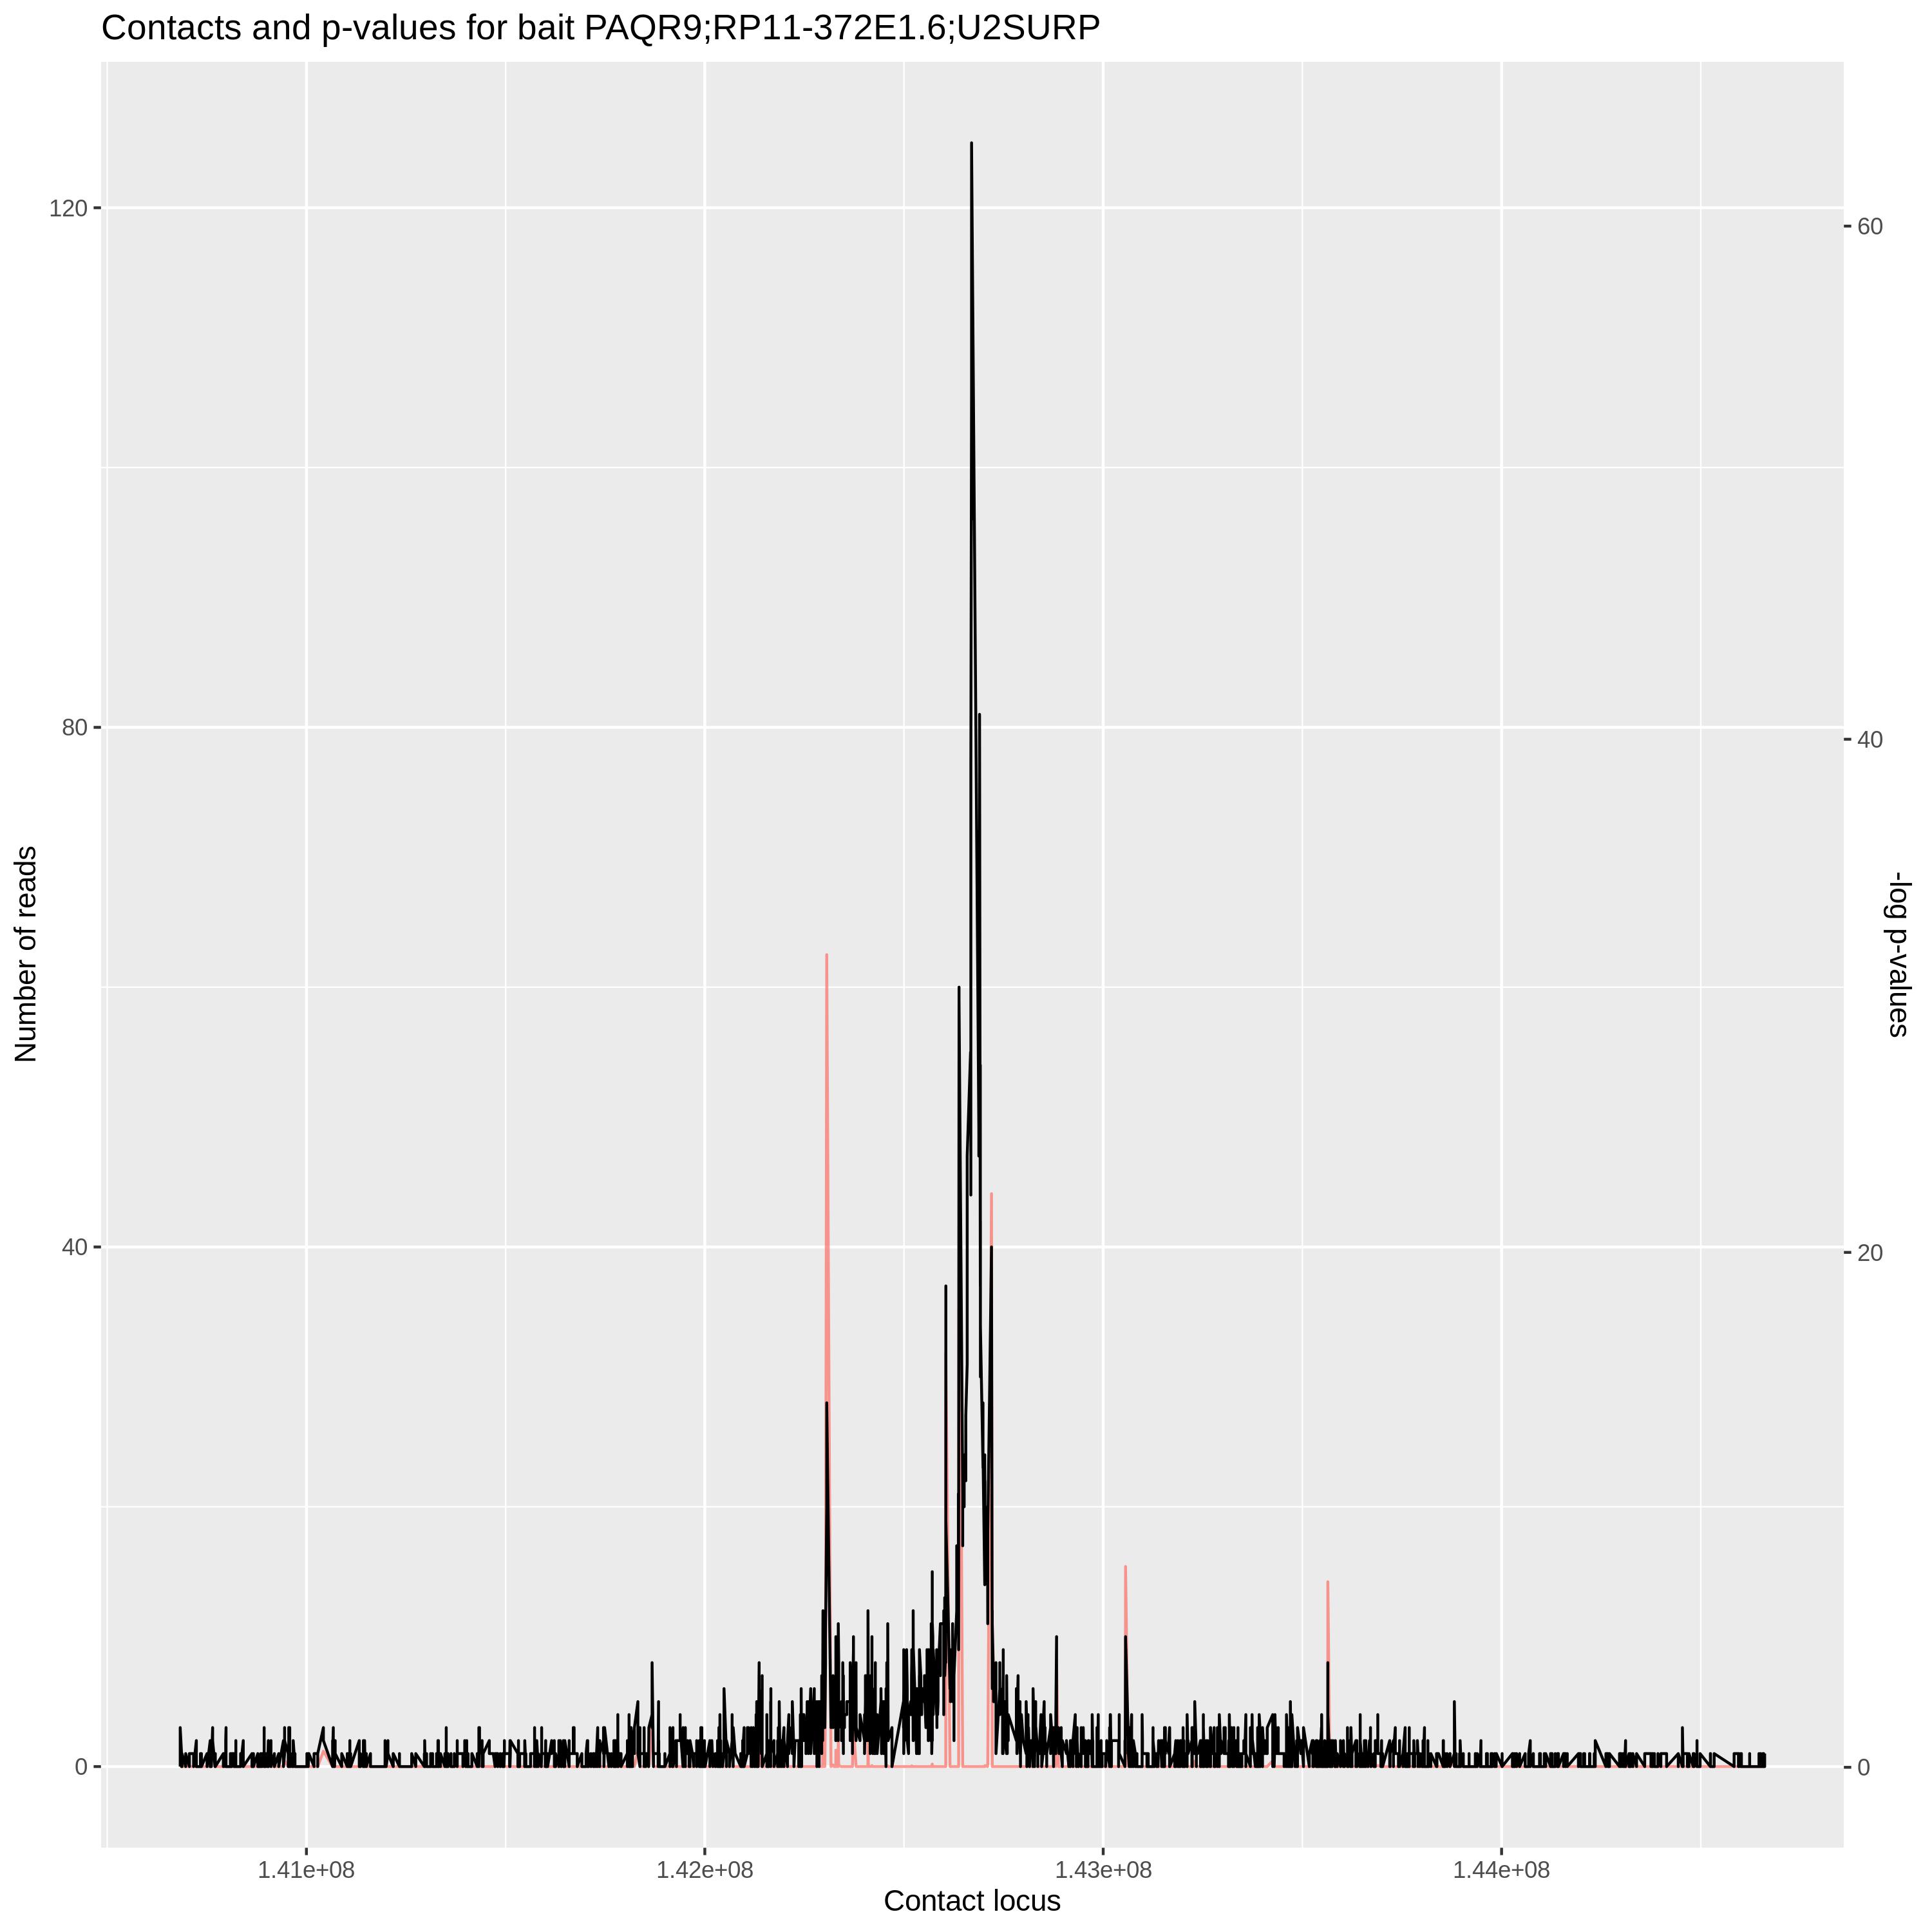 Contacts and p-values for bait PAQR9;RP11-372E1.6;U2SURP
120
80
40
0
Number of reads
60
40
20
0
-log p-values
1.41e+08
1.42e+08
1.43e+08
1.44e+08
Contact locus